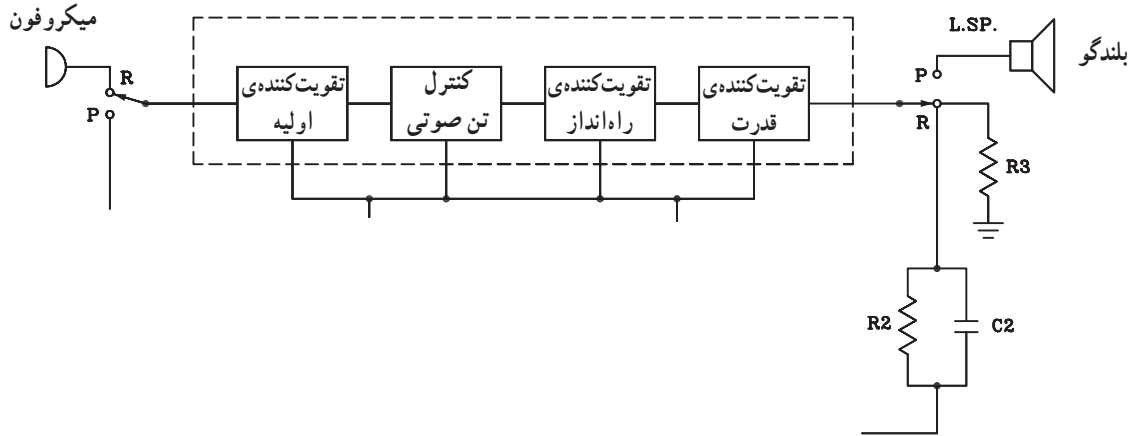 میکروفون
L.SP.
بلندگو
R
P
P
R
تقویت‌کننده‌ی
اولیه
کنترل
تن صوتی
تقویت‌کننده‌ی
راه‌انداز
تقویت‌کننده‌ی
قدرت
R3
R2
C2